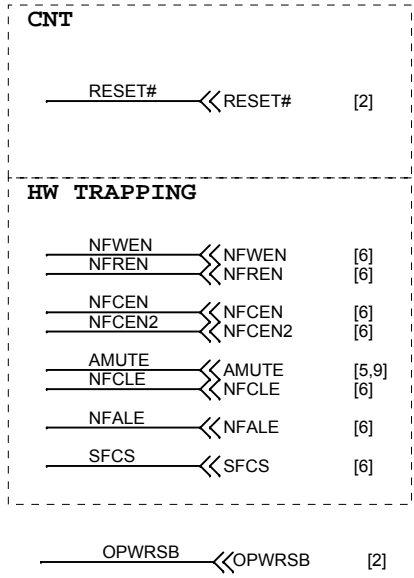 CNT
RESET# RESET# [2]
HW TRAPPING
NFWEN NFWEN [6]
NFREN NFREN [6]
NFCEN NFCEN [6]
NFCEN2 NFCEN2 [6]
AMUTE AMUTE [5,9]
NFCLE NFCLE [6]
NFALE NFALE [6]
SFCS SFCS [6]
OPWRSB OPWRSB [2]